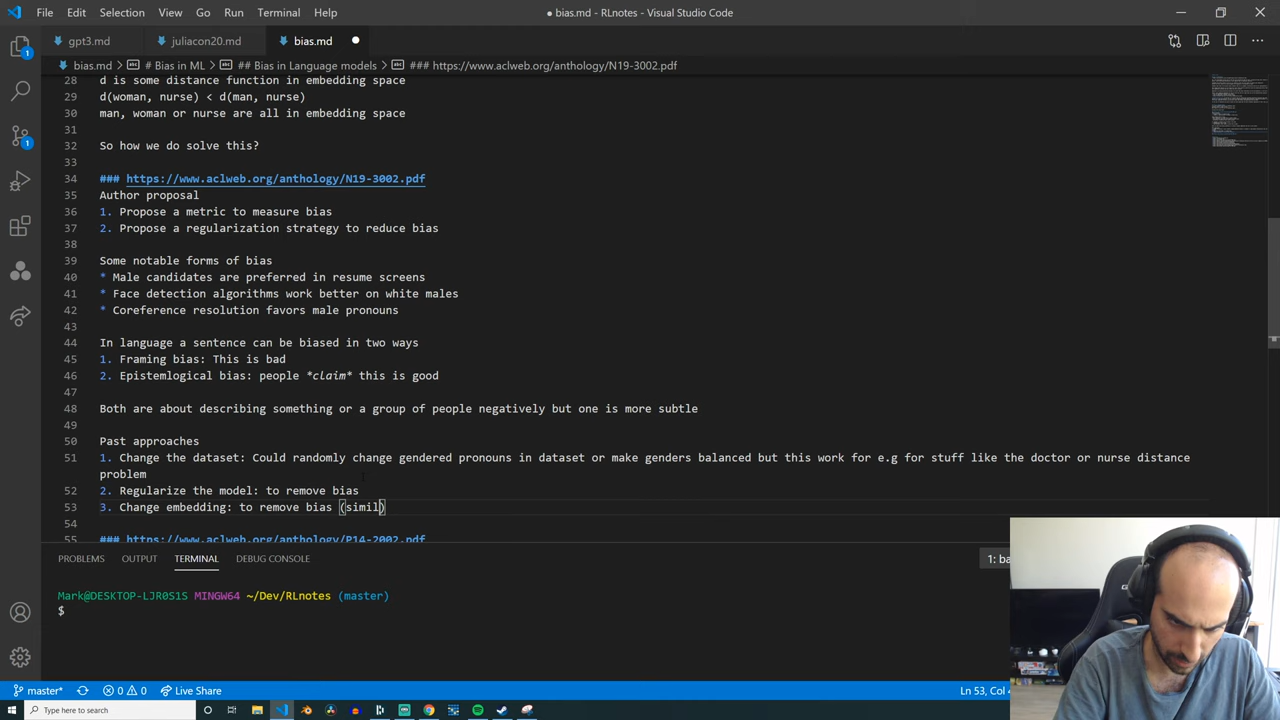 File Edit Selection View Go Run Terminal Help ● bias.md - RLnotes - Visual Studio Code
gpt3.md juliacon20.md bias.md
bias.md > # Bias in ML > ## Bias in Language models > ### https://www.aclweb.org/anthology/N19-3002.pdf
28 d is some distance function in embedding space
29 d(woman, nurse) < d(man, nurse)
30 man, woman or nurse are all in embedding space
31
32 So how we do solve this?
33
34 ### https://www.aclweb.org/anthology/N19-3002.pdf
35 Author proposal
36 1. Propose a metric to measure bias
37 2. Propose a regularization strategy to reduce bias
38
39 Some notable forms of bias
40 * Male candidates are preferred in resume screens
41 * Face detection algorithms work better on white males
42 * Coreference resolution favors male pronouns
43
44 In language a sentence can be biased in two ways
45 1. Framing bias: This is bad
46 2. Epistemlogical bias: people *claim* this is good
47
48 Both are about describing something or a group of people negatively but one is more subtle
49
50 Past approaches
51 1. Change the dataset: Could randomly change gendered pronouns in dataset or make genders balanced but this work for e.g for stuff like the doctor or nurse distance
problem
52 2. Regularize the model: to remove bias
53 3. Change embedding: to remove bias (simil)
54
55 ### https://www.aclweb.org/anthology/P14-2002.pdf
PROBLEMS OUTPUT TERMINAL DEBUG CONSOLE 1: ba
Mark@DESKTOP-LJR0S1S MINGW64 ~/Dev/RLnotes (master)
$
master* 0 0 Live Share Ln 53, Col
Type here to search